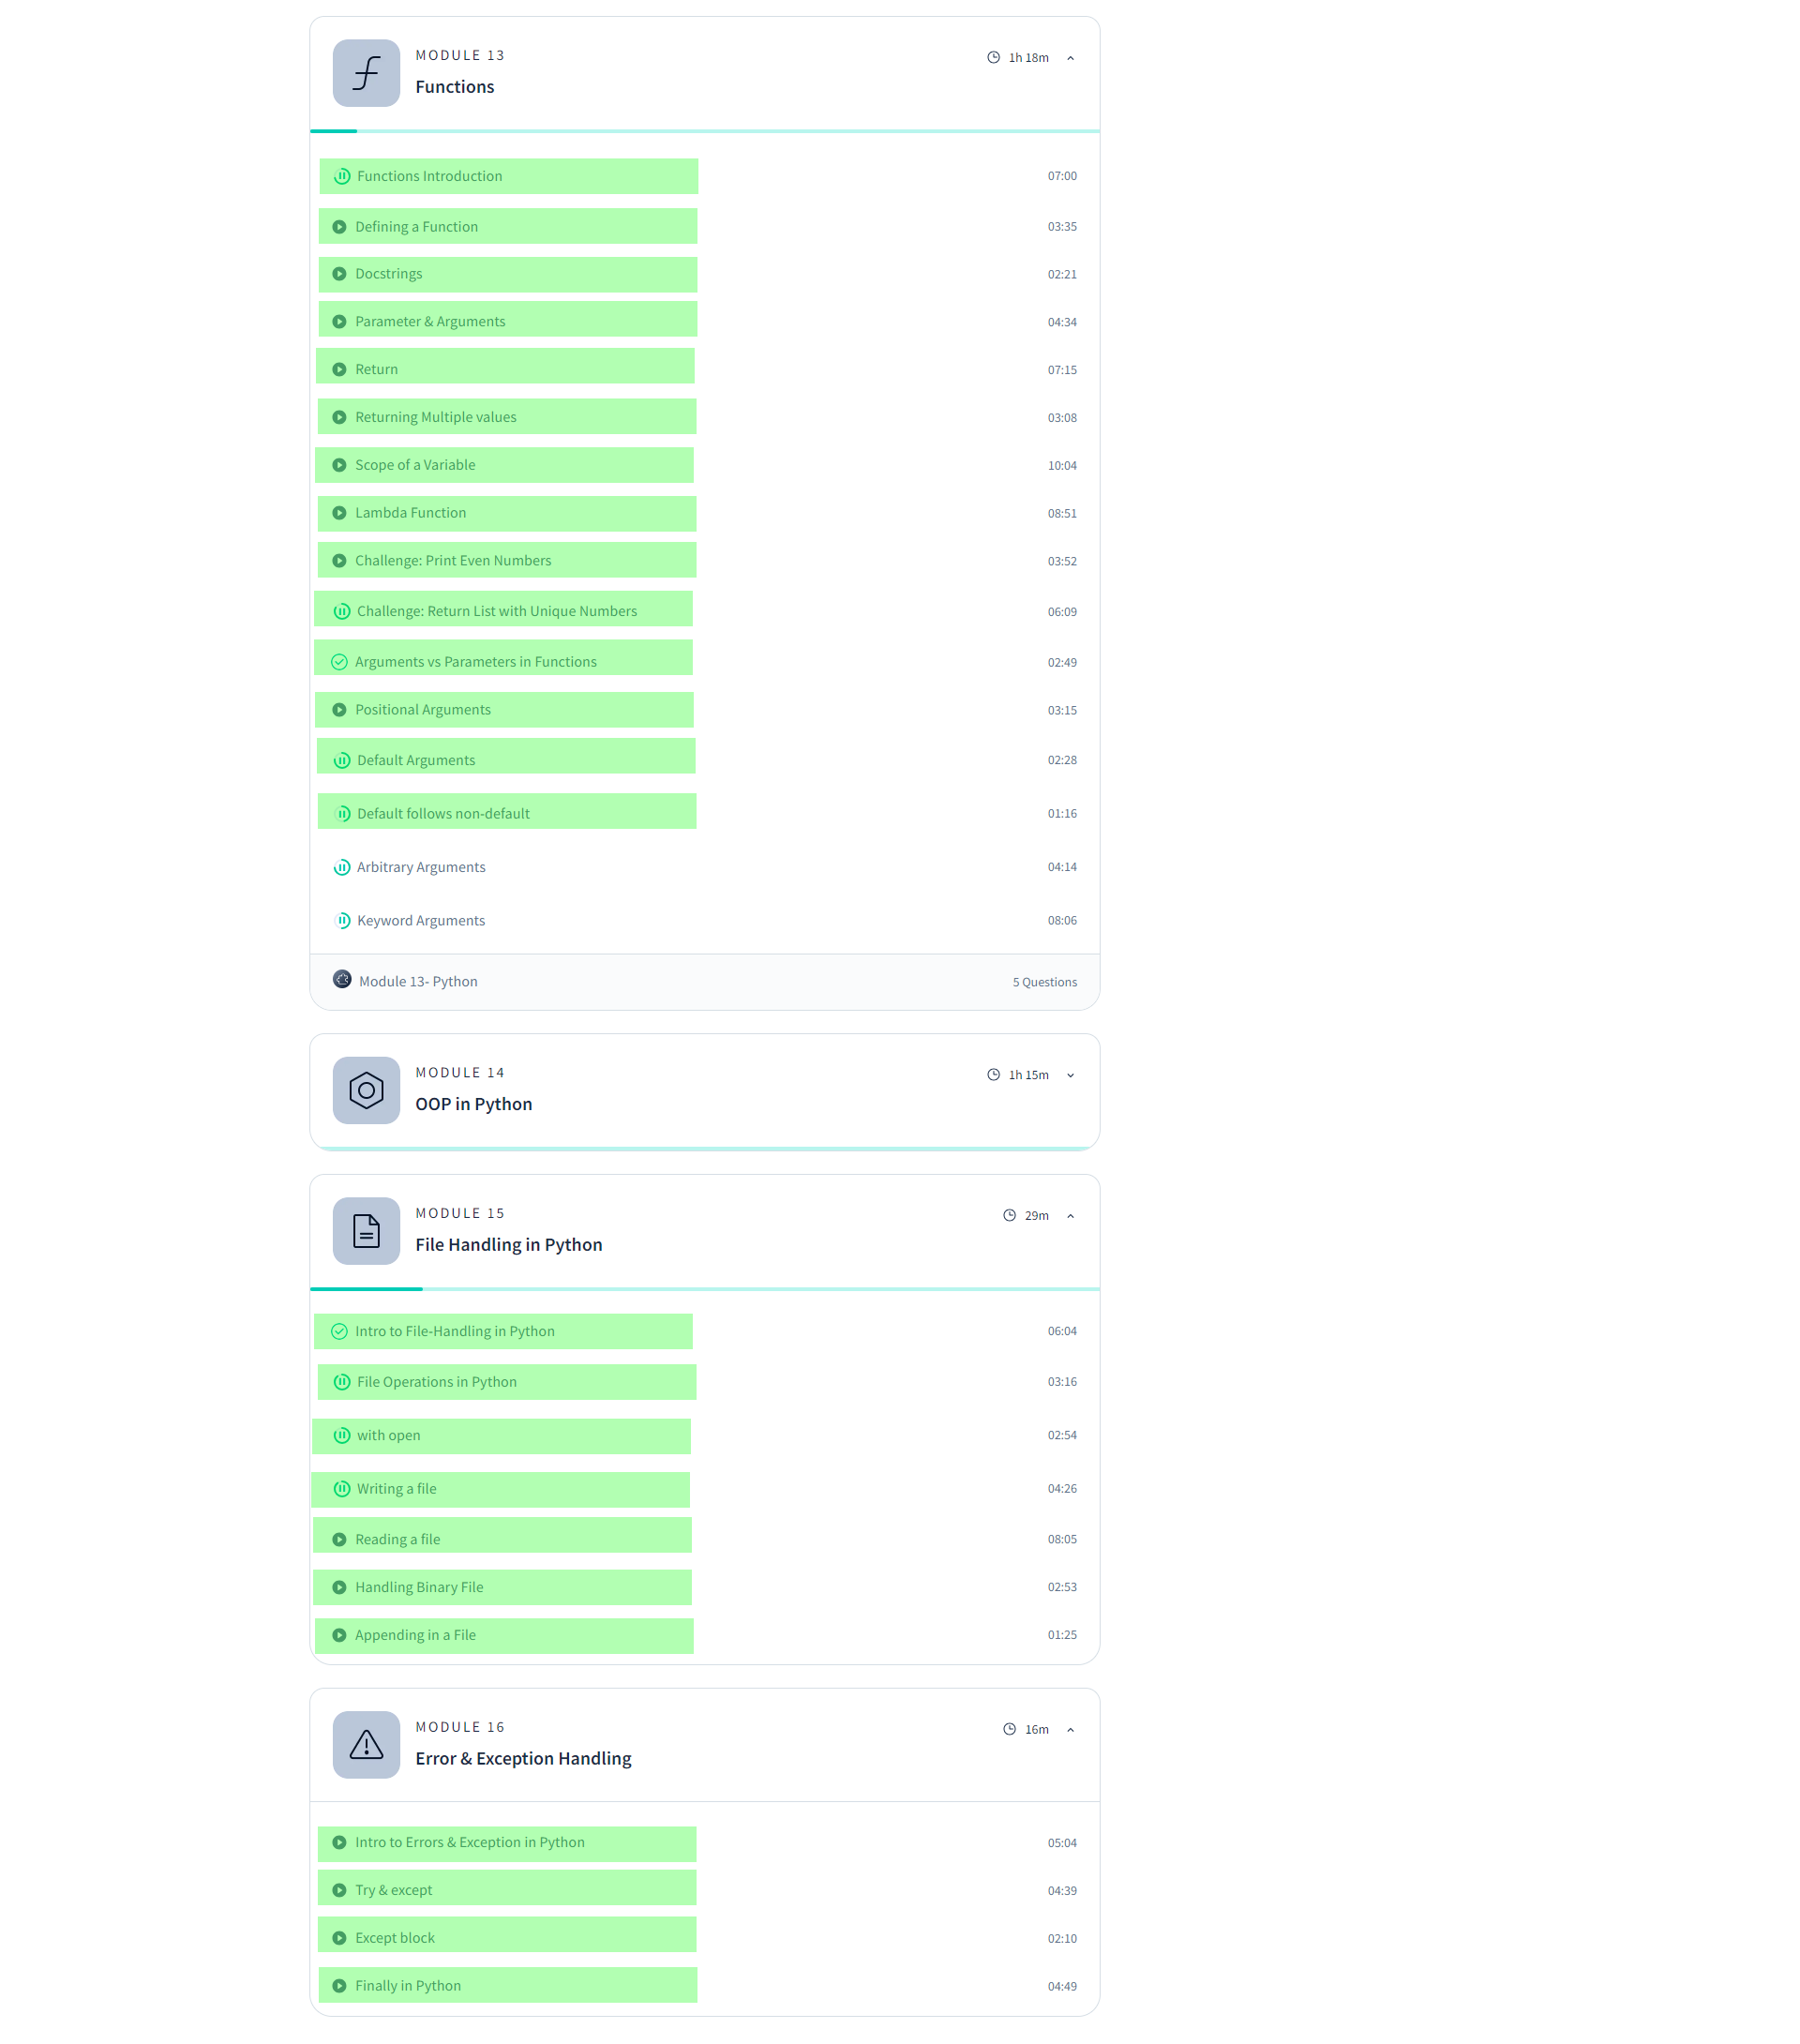 MODULE 13
1h 18m
Functions
Functions Introduction 07:00
Defining a Function 03:35
Docstrings 02:21
Parameter & Arguments 04:34
Return 07:15
Returning Multiple values 03:08
Scope of a Variable 10:04
Lambda Function 08:51
Challenge: Print Even Numbers 03:52
Challenge: Return List with Unique Numbers 06:09
Arguments vs Parameters in Functions 02:49
Positional Arguments 03:15
Default Arguments 02:28
Default follows non-default 01:16
Arbitrary Arguments 04:14
Keyword Arguments 08:06
Module 13- Python 5 Questions
MODULE 14
1h 15m
OOP in Python
MODULE 15
29m
File Handling in Python
Intro to File-Handling in Python 06:04
File Operations in Python 03:16
with open 02:54
Writing a file 04:26
Reading a file 08:05
Handling Binary File 02:53
Appending in a File 01:25
MODULE 16
16m
Error & Exception Handling
Intro to Errors & Exception in Python 05:04
Try & except 04:39
Except block 02:10
Finally in Python 04:49